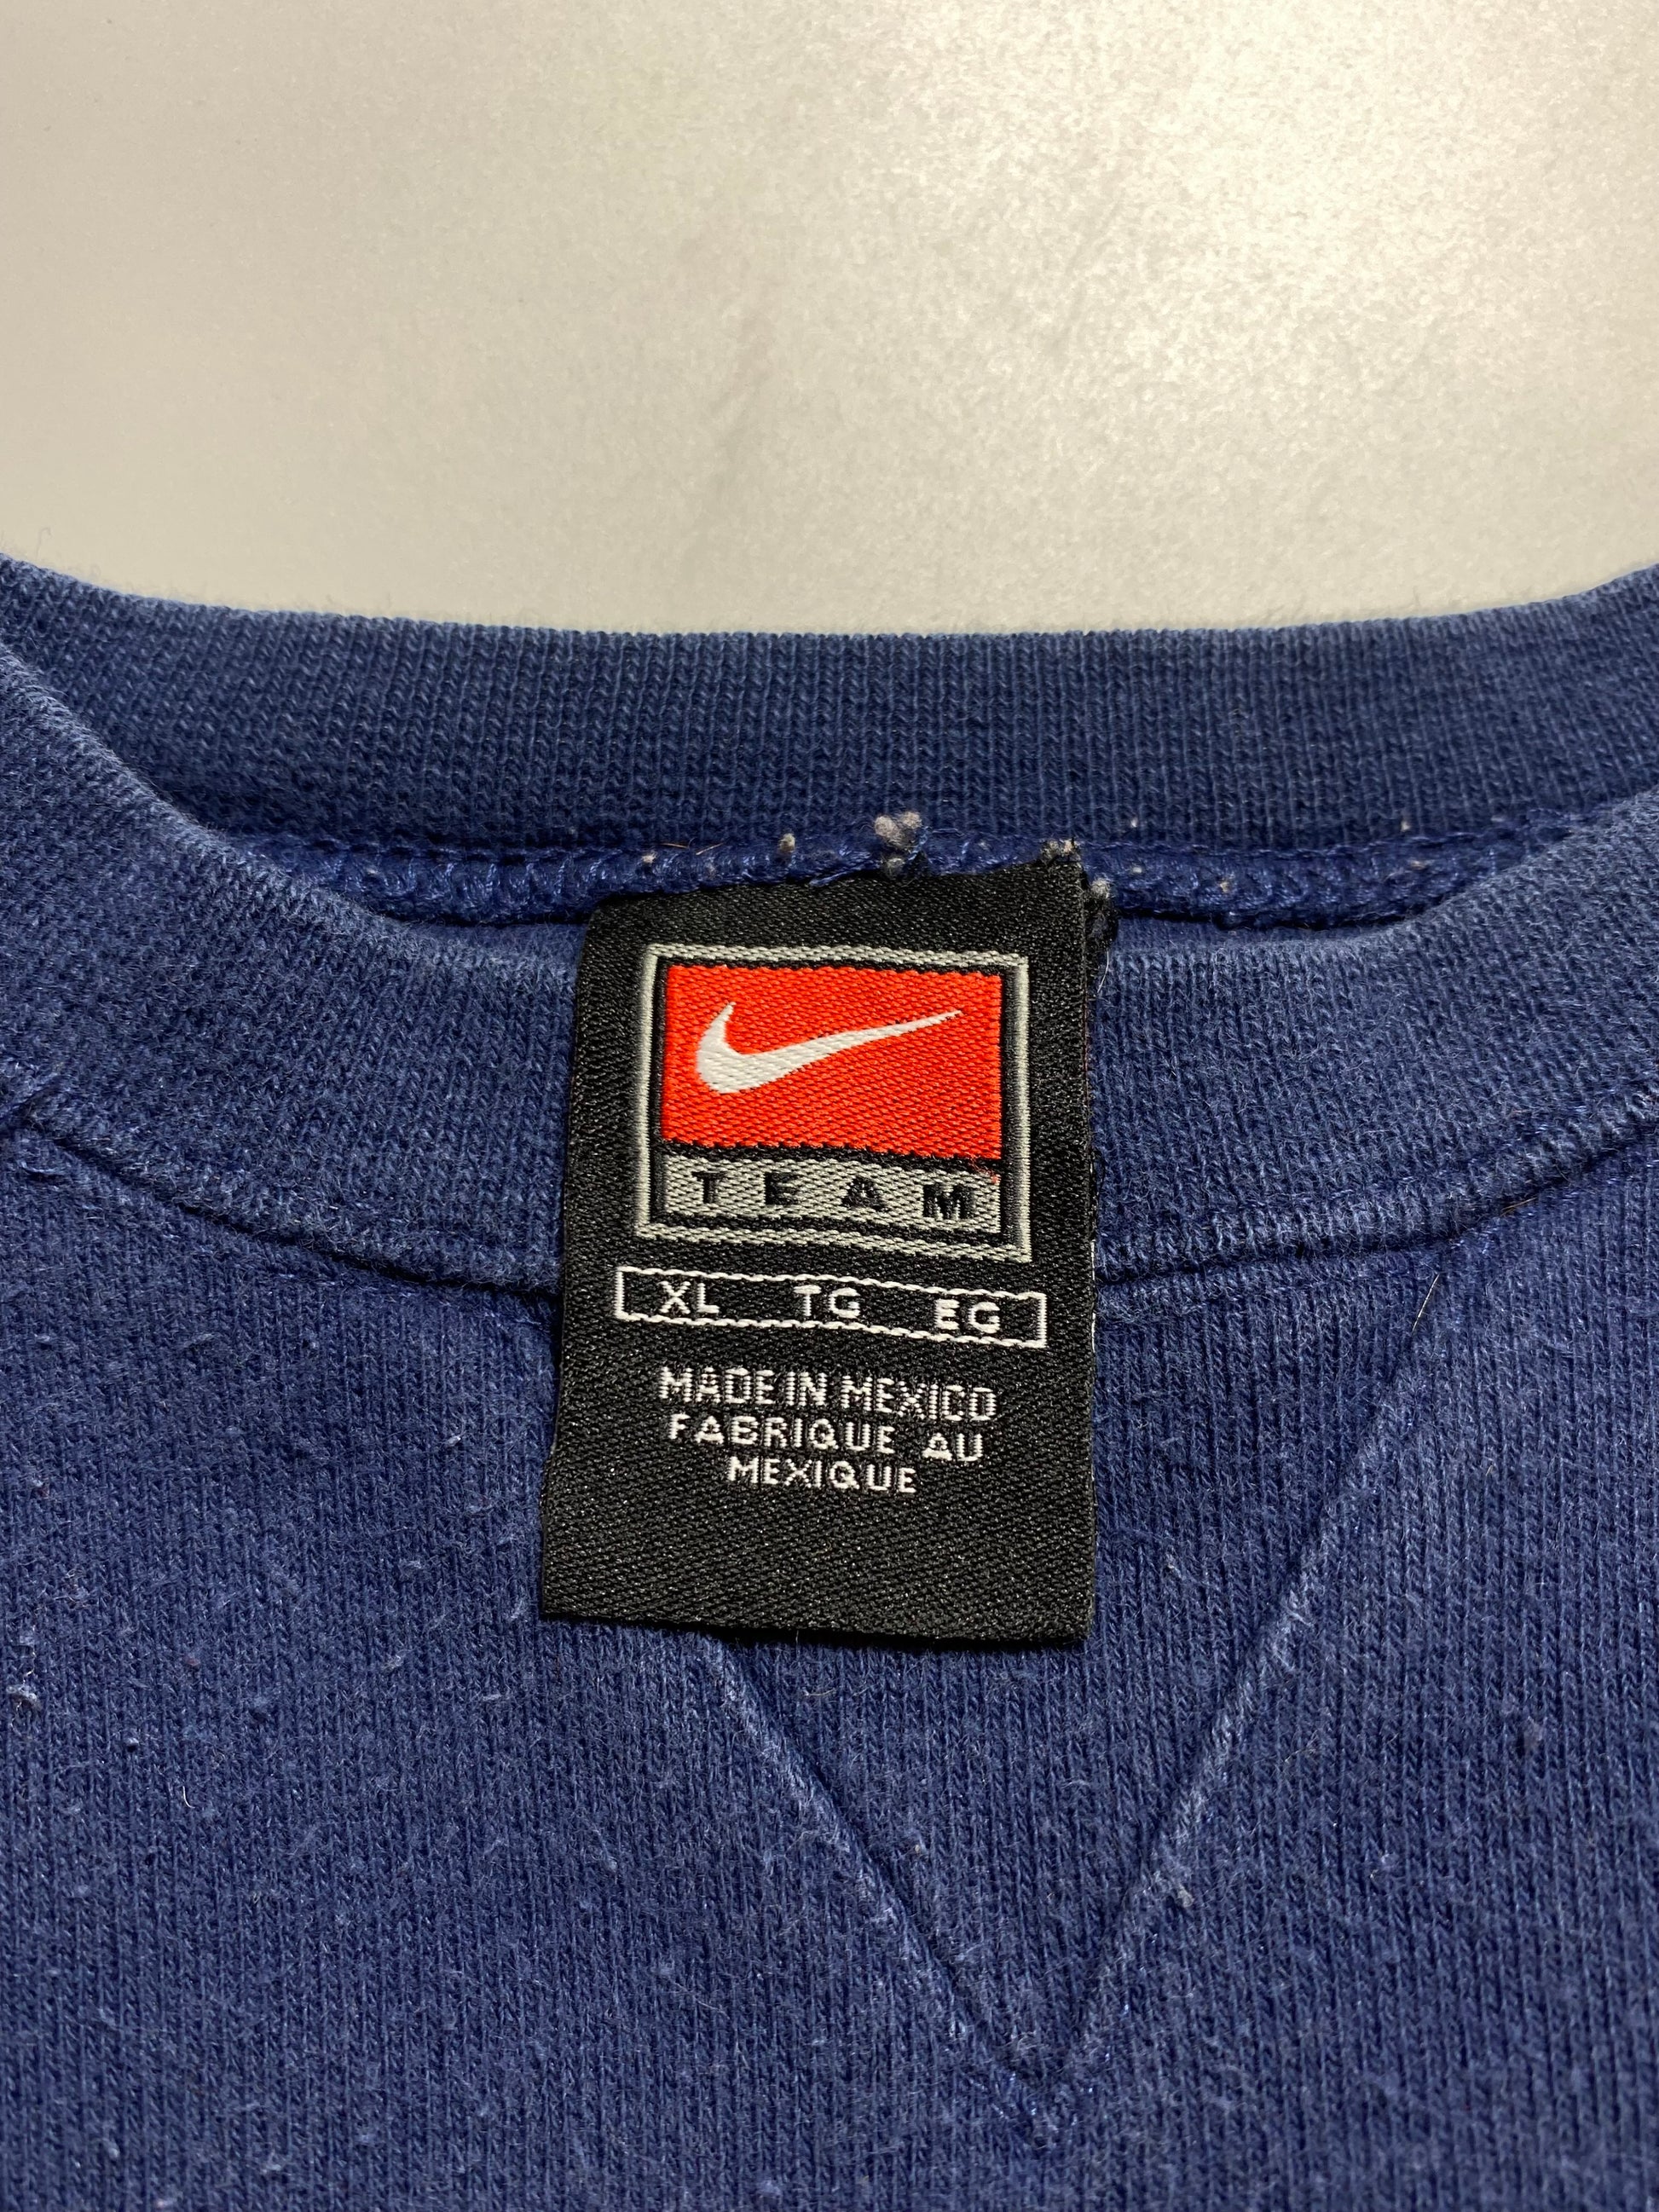 TEAM
XL TG EG
MADE IN MEXICO
FABRIQUE AU
MEXIQUE